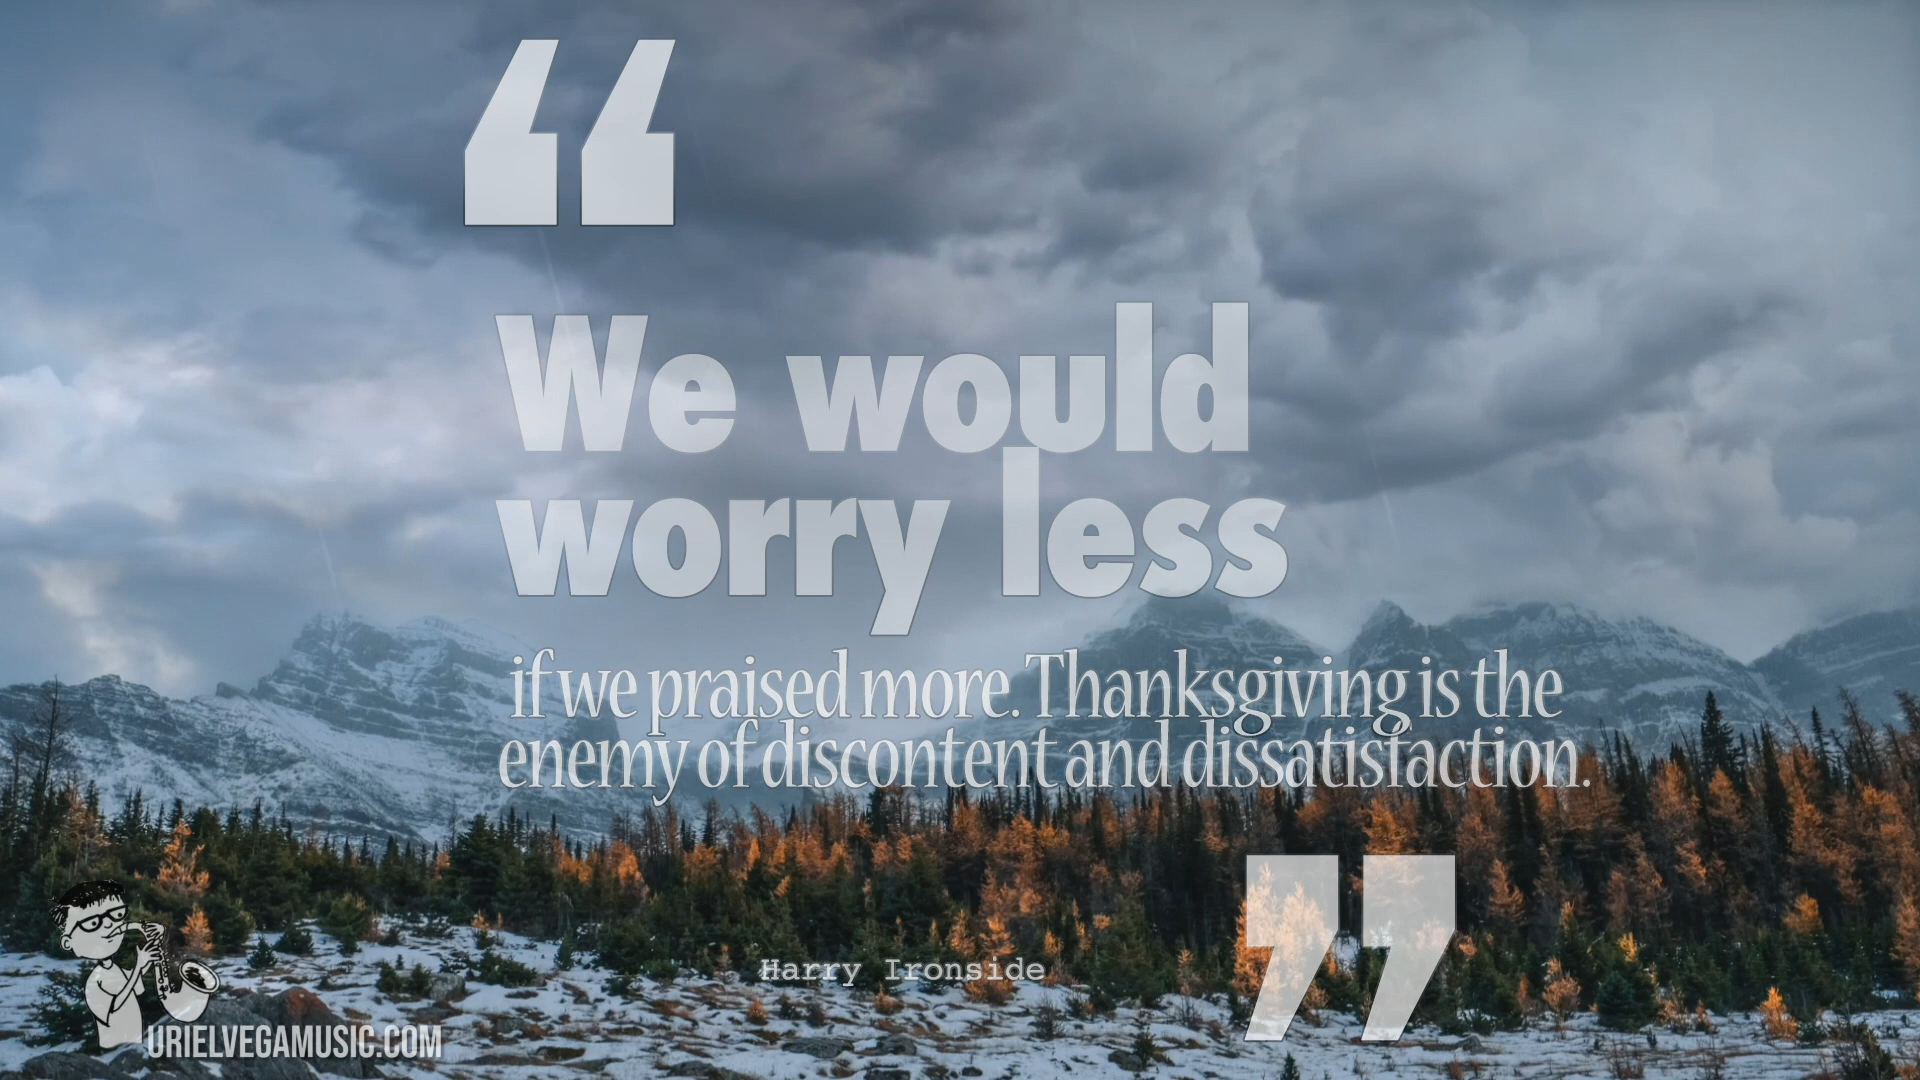 “
We would
worry less
if we praised more. Thanksgiving is the
enemy of discontent and dissatisfaction.
”
Harry Ironside
URIELVEGAMUSIC.COM